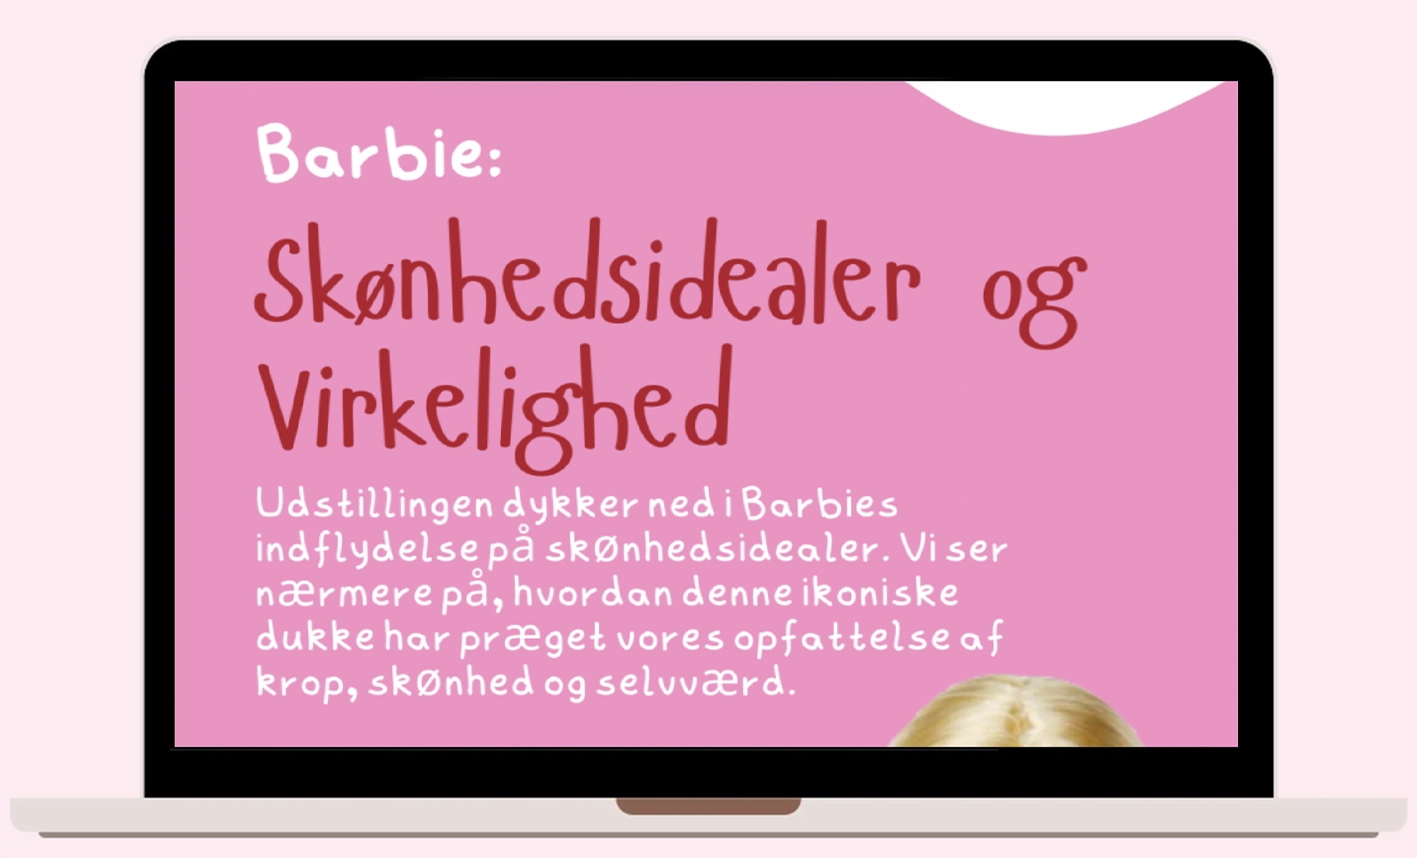 Barbie:
Skønhedsidealer og
Virkelighed
Udstillingen dykker ned i Barbies
indflydelse på skønhedsidealer. Vi ser
nærmere på, hvordan denne ikoniske
dukke har præget vores opfattelse af
krop, skønhed og selvværd.